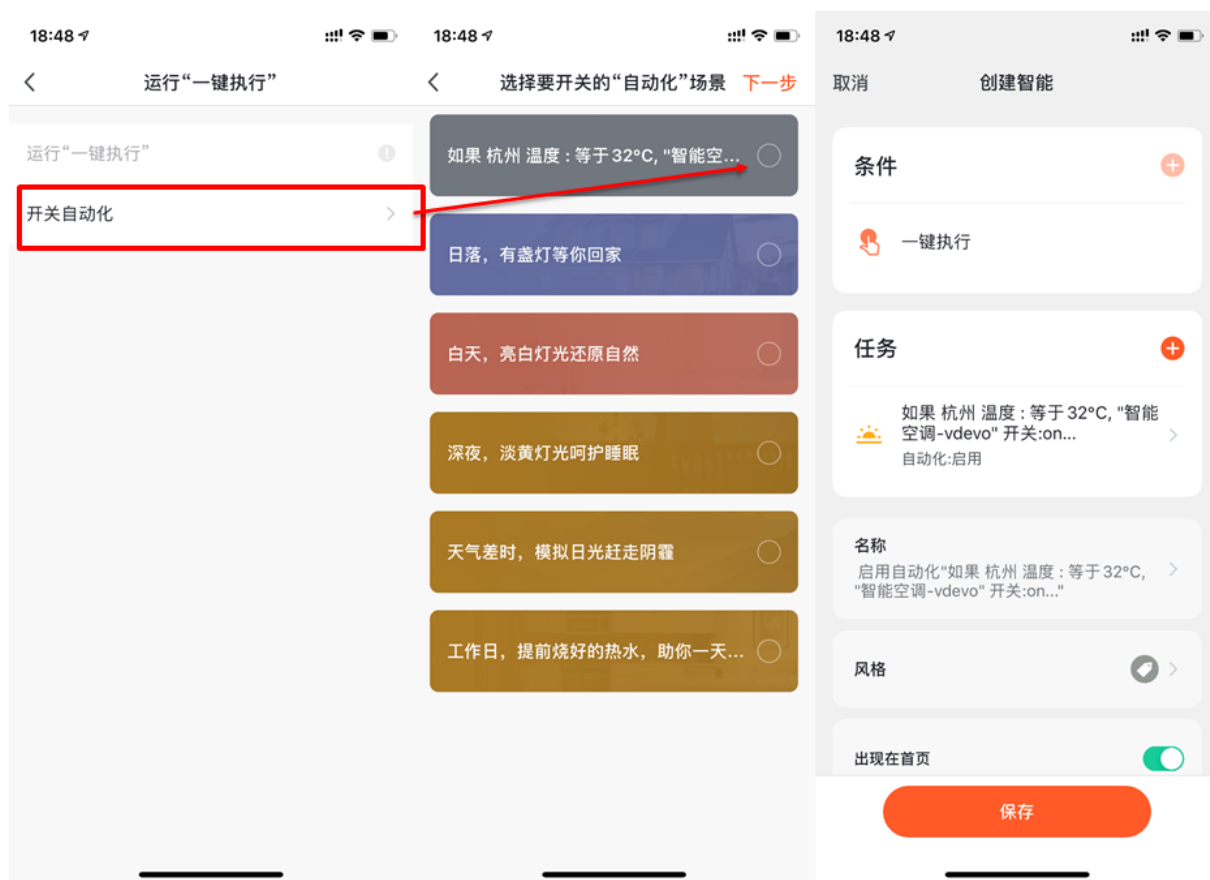 18:48
运行“一键执行”
运行“一键执行”
开关自动化
18:48
选择要开关的“自动化”场景 下一步
如果 杭州 温度 : 等于 32°C, "智能空...
日落，有盏灯等你回家
白天，亮白灯光还原自然
深夜，淡黄灯光呵护睡眠
天气差时，模拟日光赶走阴霾
工作日，提前烧好的热水，助你一天...
18:48
取消 创建智能
条件
一键执行
任务
如果 杭州 温度 : 等于 32°C, "智能
空调-vdevo" 开关:on...
自动化:启用
名称
启用自动化"如果 杭州 温度 : 等于 32°C,
"智能空调-vdevo" 开关:on..."
风格
出现在首页
保存